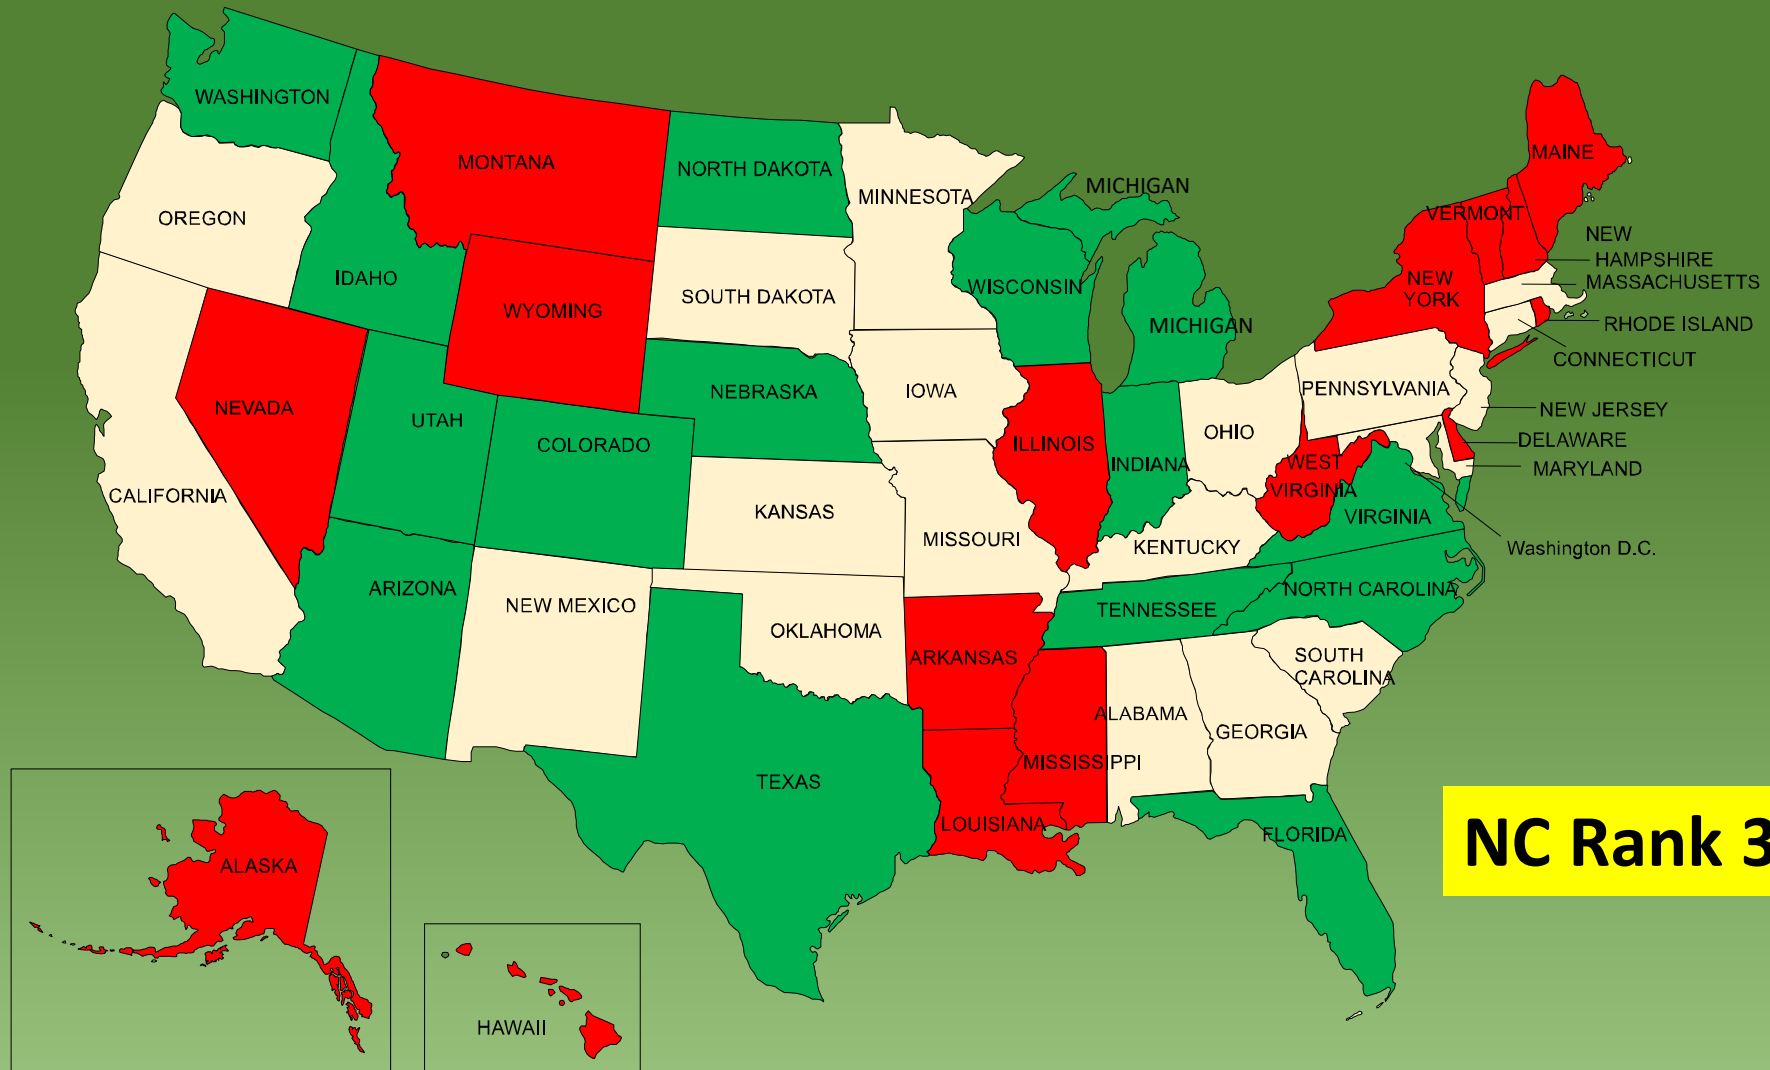 WASHINGTON
MONTANA
NORTH DAKOTA
MINNESOTA
MICHIGAN
MAINE
OREGON
VERMONT
NEW
HAMPSHIRE
IDAHO
WYOMING
SOUTH DAKOTA
WISCONSIN
MICHIGAN
NEW
YORK
MASSACHUSETTS
RHODE ISLAND
CONNECTICUT
NEVADA
UTAH
COLORADO
NEBRASKA
IOWA
ILLINOIS
INDIANA
OHIO
PENNSYLVANIA
NEW JERSEY
DELAWARE
MARYLAND
WEST
VIRGINIA
CALIFORNIA
KANSAS
MISSOURI
KENTUCKY
VIRGINIA
Washington D.C.
ARIZONA
NEW MEXICO
OKLAHOMA
ARKANSAS
TENNESSEE
NORTH CAROLINA
SOUTH
CAROLINA
ALABAMA
GEORGIA
MISSISSIPPI
TEXAS
LOUISIANA
FLORIDA
NC Rank 3
ALASKA
HAWAII